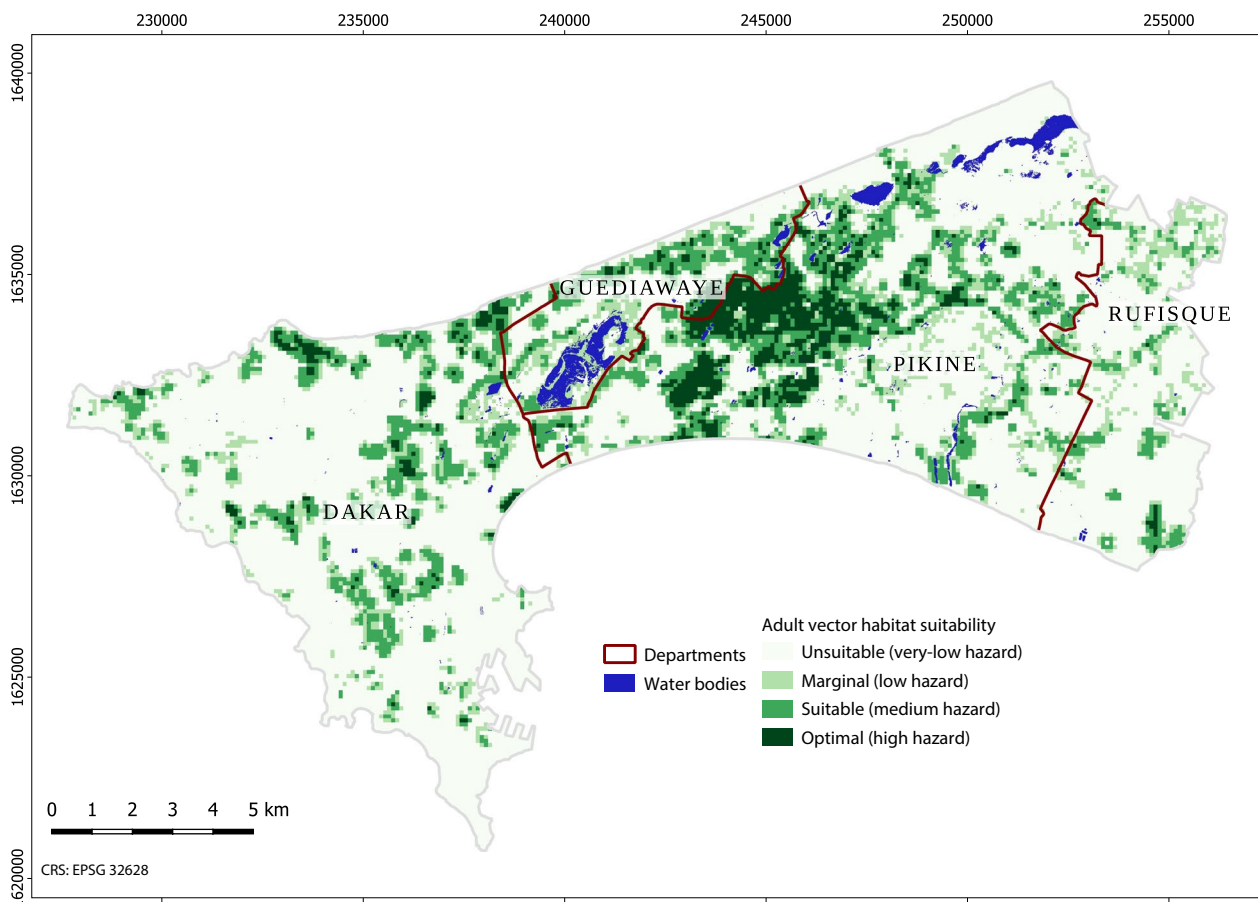 230000 235000 240000 245000 250000 255000
1640000
1635000
1630000
1625000
1620000
GUEDIAWAYE
RUFISQUE
PIKINE
DAKAR
Adult vector habitat suitability
Departments
Water bodies
Unsuitable (very-low hazard)
Marginal (low hazard)
Suitable (medium hazard)
Optimal (high hazard)
0 1 2 3 4 5 km
CRS: EPSG 32628